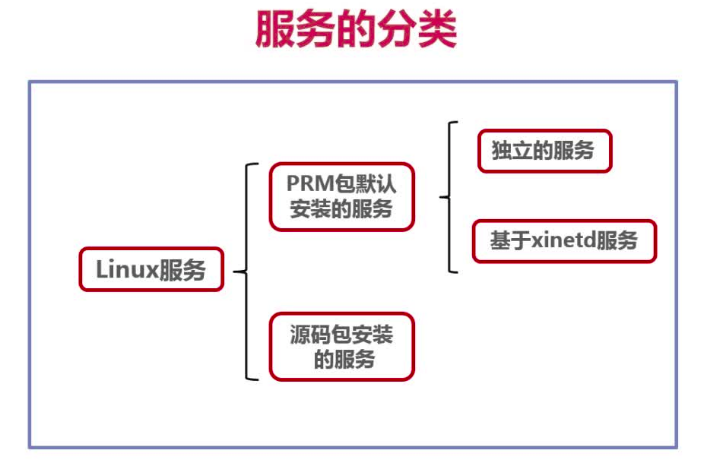 服务的分类
Linux服务
PRM包默认
安装的服务
独立的服务
基于xinetd服务
源码包安装
的服务